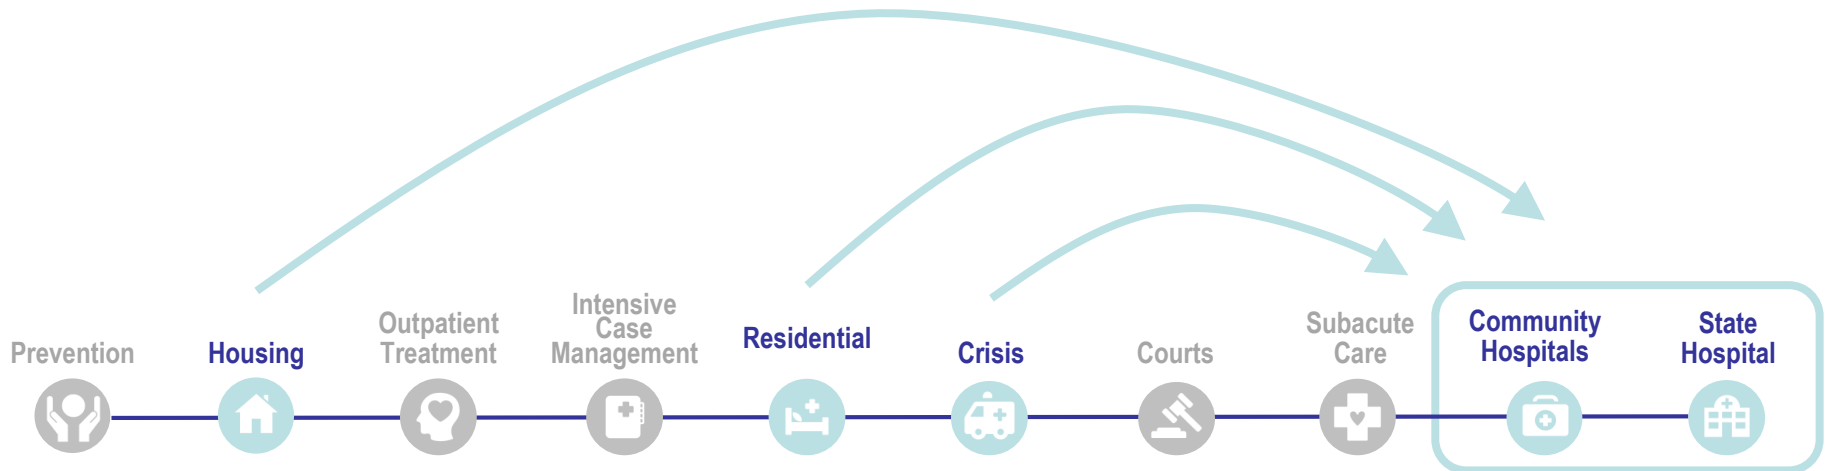 Prevention
Housing
Outpatient
Treatment
Intensive
Case
Management
Residential
Crisis
Courts
Subacute
Care
Community
Hospitals
State
Hospital